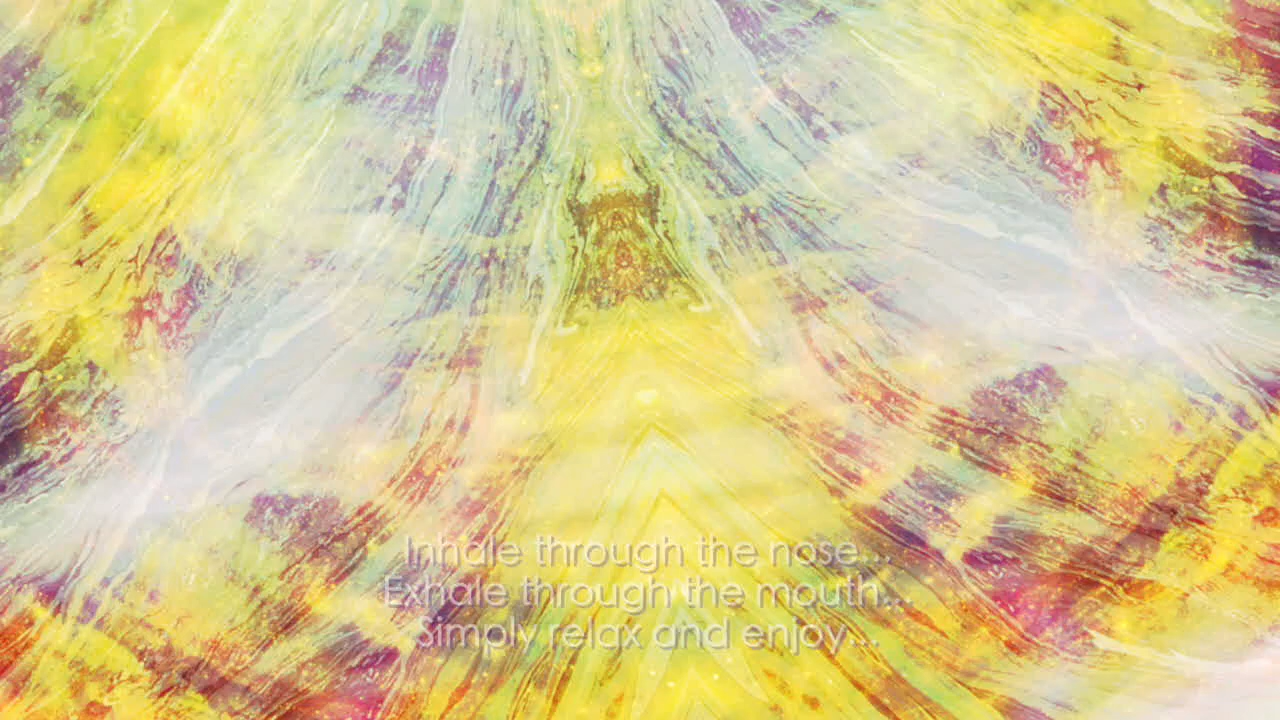 Inhale through the nose...
Exhale through the mouth...
Simply relax and enjoy...